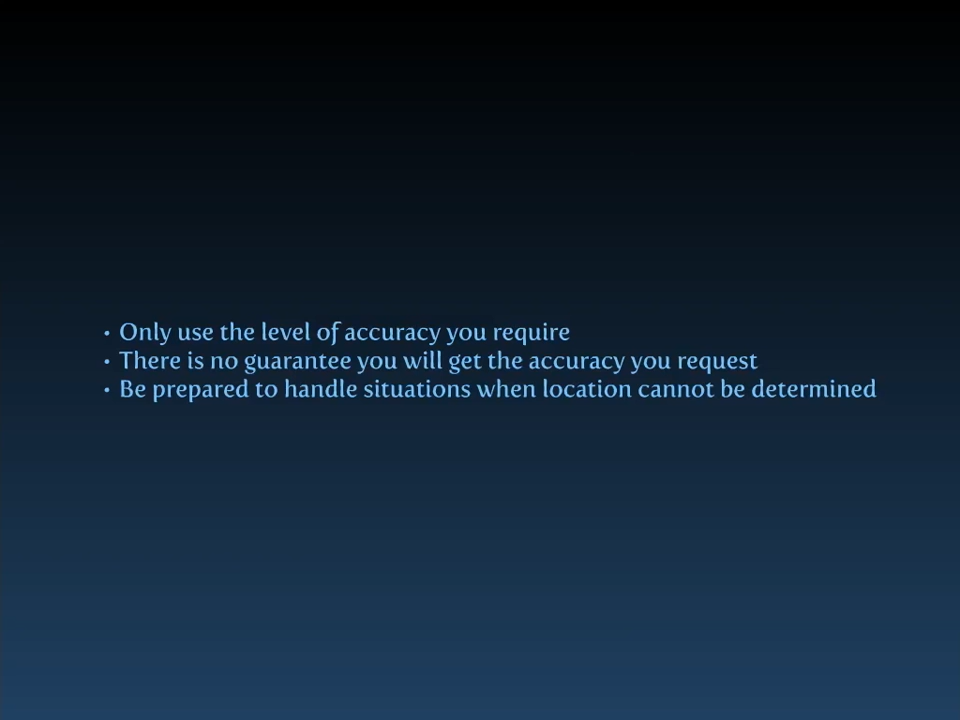 • Only use the level of accuracy you require
• There is no guarantee you will get the accuracy you request
• Be prepared to handle situations when location cannot be determined